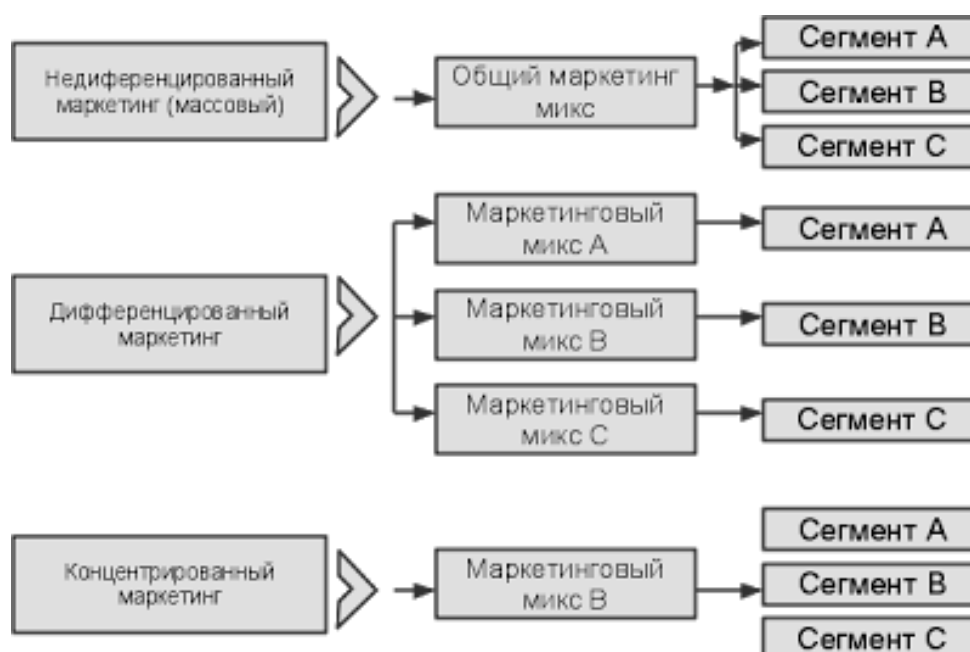 Недиференцированный
маркетинг (массовый)
Общий маркетинг
микс
Сегмент A
Сегмент B
Сегмент C
Дифференцированный
маркетинг
Маркетинговый
микс A
Сегмент A
Маркетинговый
микс B
Сегмент B
Маркетинговый
микс C
Сегмент C
Концентрированный
маркетинг
Маркетинговый
микс B
Сегмент A
Сегмент B
Сегмент C